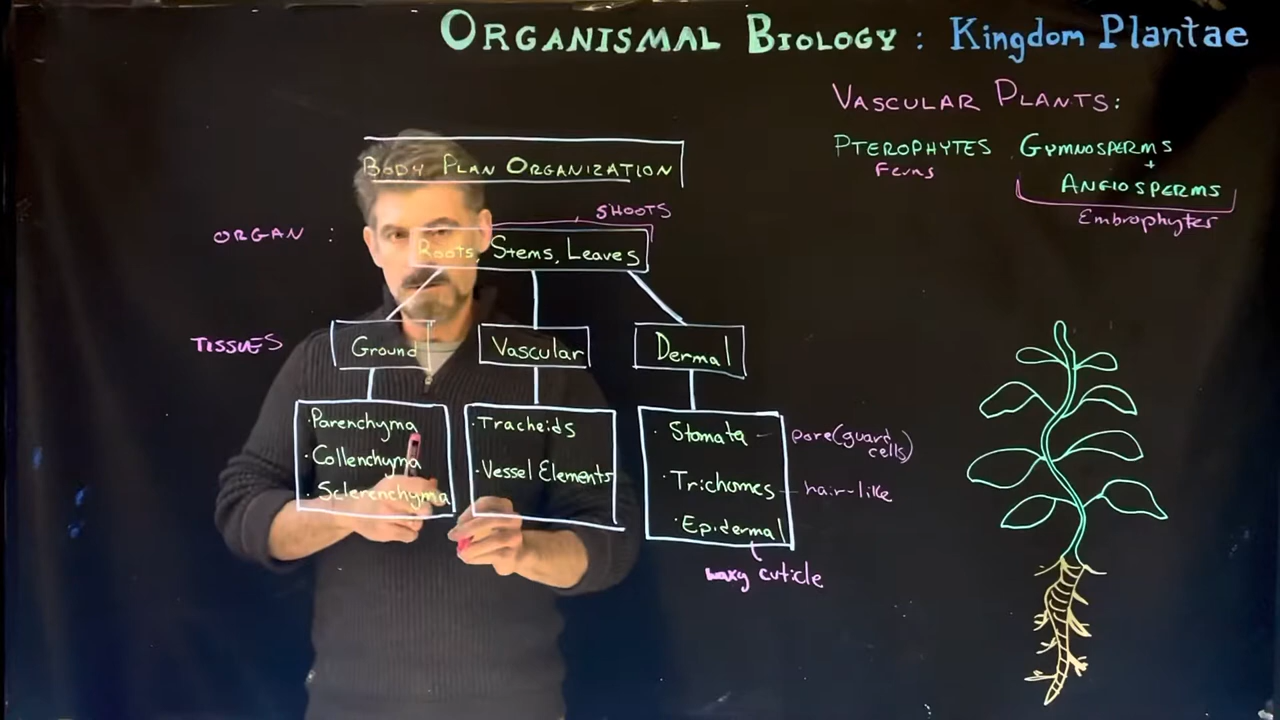 ORGANISMAL BIOLOGY : Kingdom Plantae
VASCULAR PLANTS:
PTEROPHYTES GYMNOSPERMS
Ferns
+
ANGIOSPERMS
Embrophytes
BODY PLAN ORGANIZATION
SHOOTS
ORGAN :
Roots, Stems, Leaves
TISSUES
Ground
Vascular
Dermal
·Parenchyma
·Collenchyma
·Sclerenchyma
·Tracheids
·Vessel Elements
·Stomata
·Trichomes
·Epidermal
pore (guard
cells)
hair-like
waxy cuticle